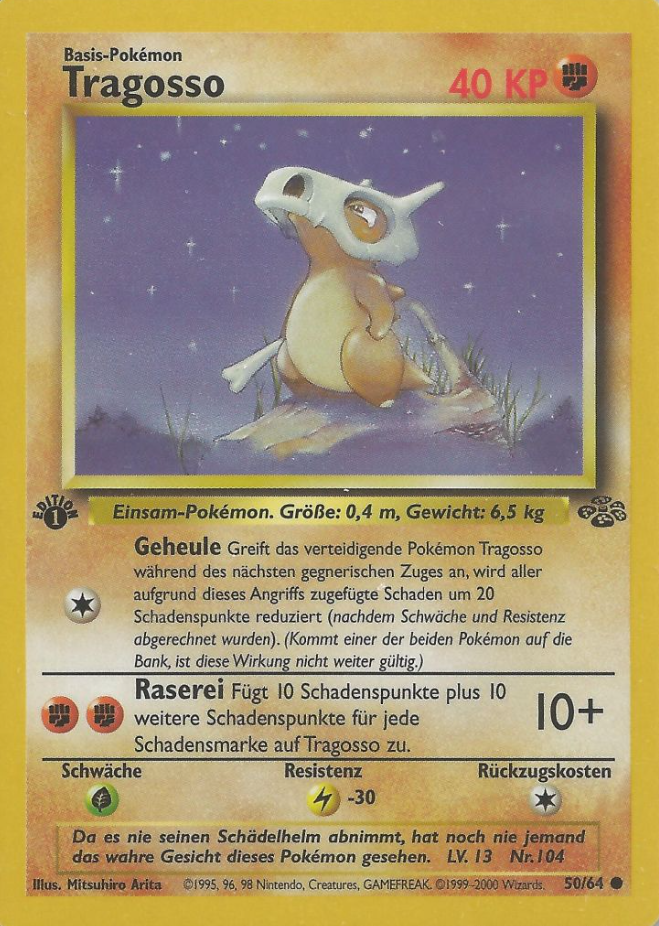 Basis-Pokémon
Tragosso
40 KP
EDITION
1
Einsam-Pokémon. Größe: 0,4 m, Gewicht: 6,5 kg
Geheule Greift das verteidigende Pokémon Tragosso
während des nächsten gegnerischen Zuges an, wird aller
aufgrund dieses Angriffs zugefügte Schaden um 20
Schadenspunkte reduziert (nachdem Schwäche und Resistenz
abgerechnet wurden). (Kommt einer der beiden Pokémon auf die
Bank, ist diese Wirkung nicht weiter gültig.)
Raserei Fügt 10 Schadenspunkte plus 10
weitere Schadenspunkte für jede
Schadensmarke auf Tragosso zu.
10+
Schwäche Resistenz Rückzugskosten
-30
Da es nie seinen Schädelhelm abnimmt, hat noch nie jemand
das wahre Gesicht dieses Pokémon gesehen. LV. 13 Nr.104
Illus. Mitsuhiro Arita ©1995, 96, 98 Nintendo, Creatures, GAMEFREAK. ©1999-2000 Wizards. 50/64